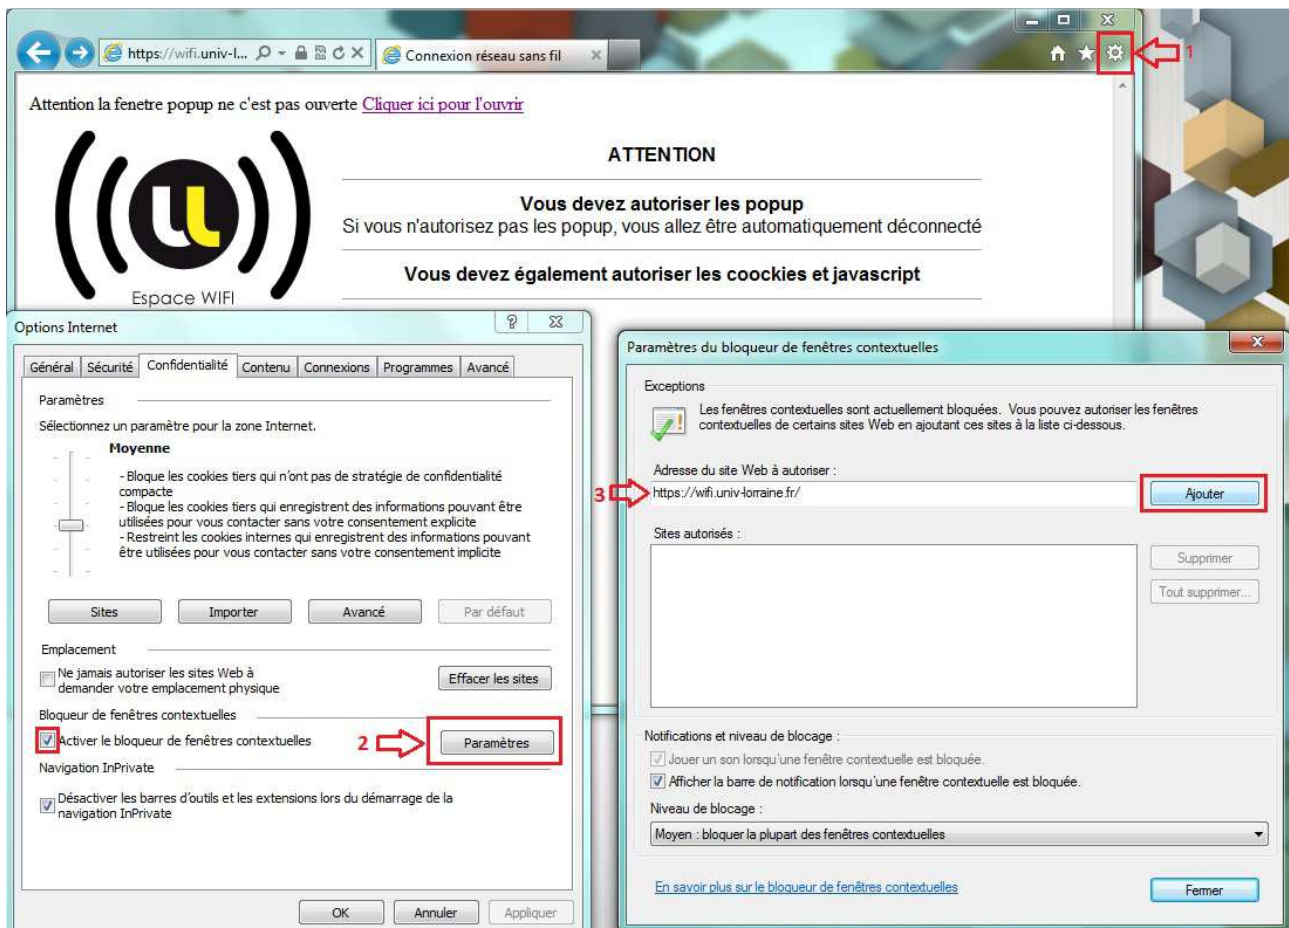 https://wifi.univ-l...
Connexion réseau sans fil
1
Attention la fenetre popup ne c'est pas ouverte Cliquer ici pour l'ouvrir
Espace WIFI
ATTENTION
Vous devez autoriser les popup
Si vous n'autorisez pas les popup, vous allez être automatiquement déconnecté
Vous devez également autoriser les coockies et javascript
Options Internet
Général Sécurité Confidentialité Contenu Connexions Programmes Avancé
Paramètres
Sélectionnez un paramètre pour la zone Internet.
Moyenne
- Bloque les cookies tiers qui n'ont pas de stratégie de confidentialité
compacte
- Bloque les cookies tiers qui enregistrent des informations pouvant être
utilisées pour vous contacter sans votre consentement explicite
- Restreint les cookies internes qui enregistrent des informations pouvant
être utilisées pour vous contacter sans votre consentement implicite
Sites Importer Avancé Par défaut
Emplacement
Ne jamais autoriser les sites Web à
demander votre emplacement physique
Effacer les sites
Bloqueur de fenêtres contextuelles
Activer le bloqueur de fenêtres contextuelles
2
Paramètres
Navigation InPrivate
Désactiver les barres d'outils et les extensions lors du démarrage de la
navigation InPrivate
OK Annuler Appliquer
Paramètres du bloqueur de fenêtres contextuelles
Exceptions
Les fenêtres contextuelles sont actuellement bloquées. Vous pouvez autoriser les fenêtres
contextuelles de certains sites Web en ajoutant ces sites à la liste ci-dessous.
Adresse du site Web à autoriser :
3
https://wifi.univ-lorraine.fr/
Ajouter
Sites autorisés :
Supprimer
Tout supprimer...
Notifications et niveau de blocage :
Jouer un son lorsqu'une fenêtre contextuelle est bloquée.
Afficher la barre de notification lorsqu'une fenêtre contextuelle est bloquée.
Niveau de blocage :
Moyen : bloquer la plupart des fenêtres contextuelles
En savoir plus sur le bloqueur de fenêtres contextuelles
Fermer